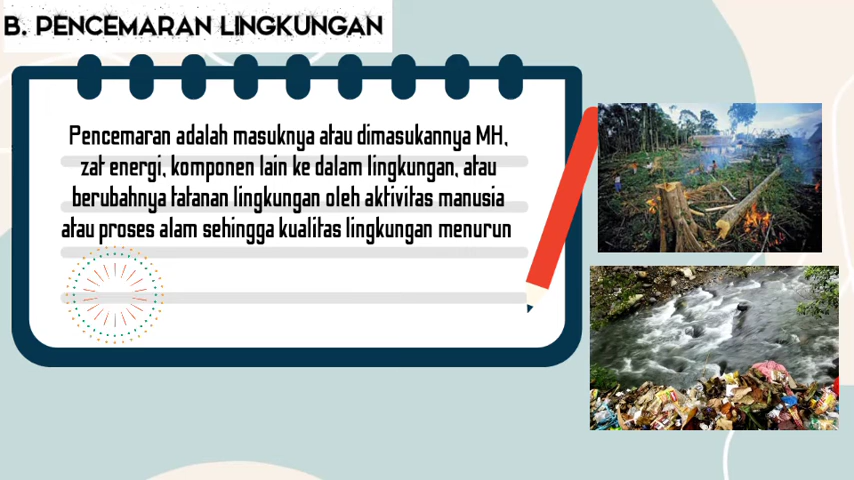 B. PENCEMARAN LINGKUNGAN
Pencemaran adalah masuknya atau dimasukannya MH,
zat energi, komponen lain ke dalam lingkungan, atau
berubahnya tatanan lingkungan oleh aktivitas manusia
atau proses alam sehingga kualitas lingkungan menurun